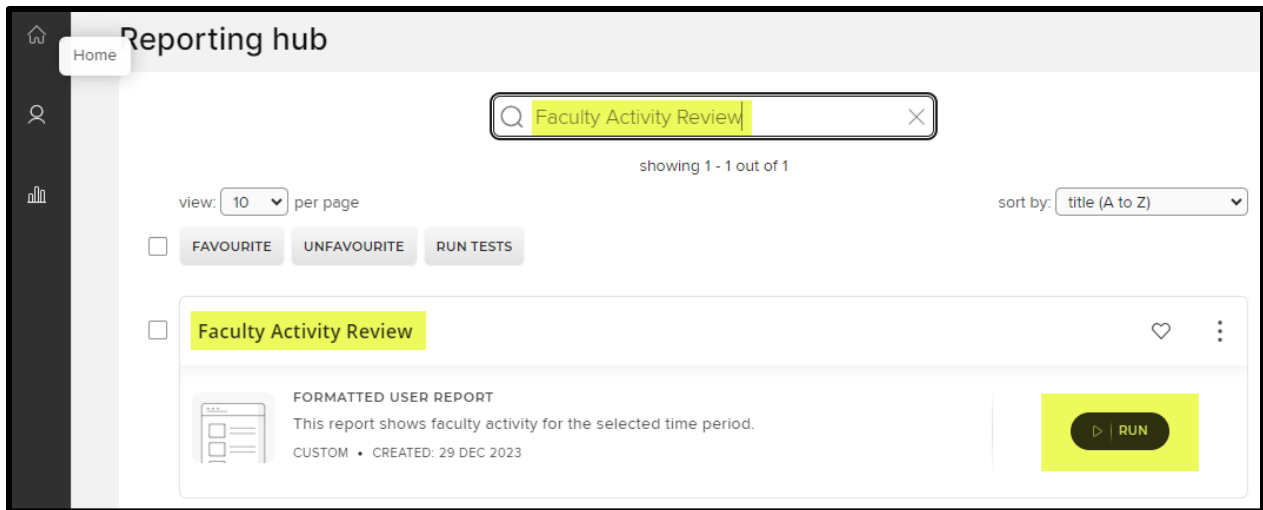 Reporting hub
Home
Faculty Activity Review
showing 1 - 1 out of 1
view: 10 per page
sort by: title (A to Z)
FAVOURITE UNFAVOURITE RUN TESTS
Faculty Activity Review
FORMATTED USER REPORT
This report shows faculty activity for the selected time period.
RUN
CUSTOM • CREATED: 29 DEC 2023